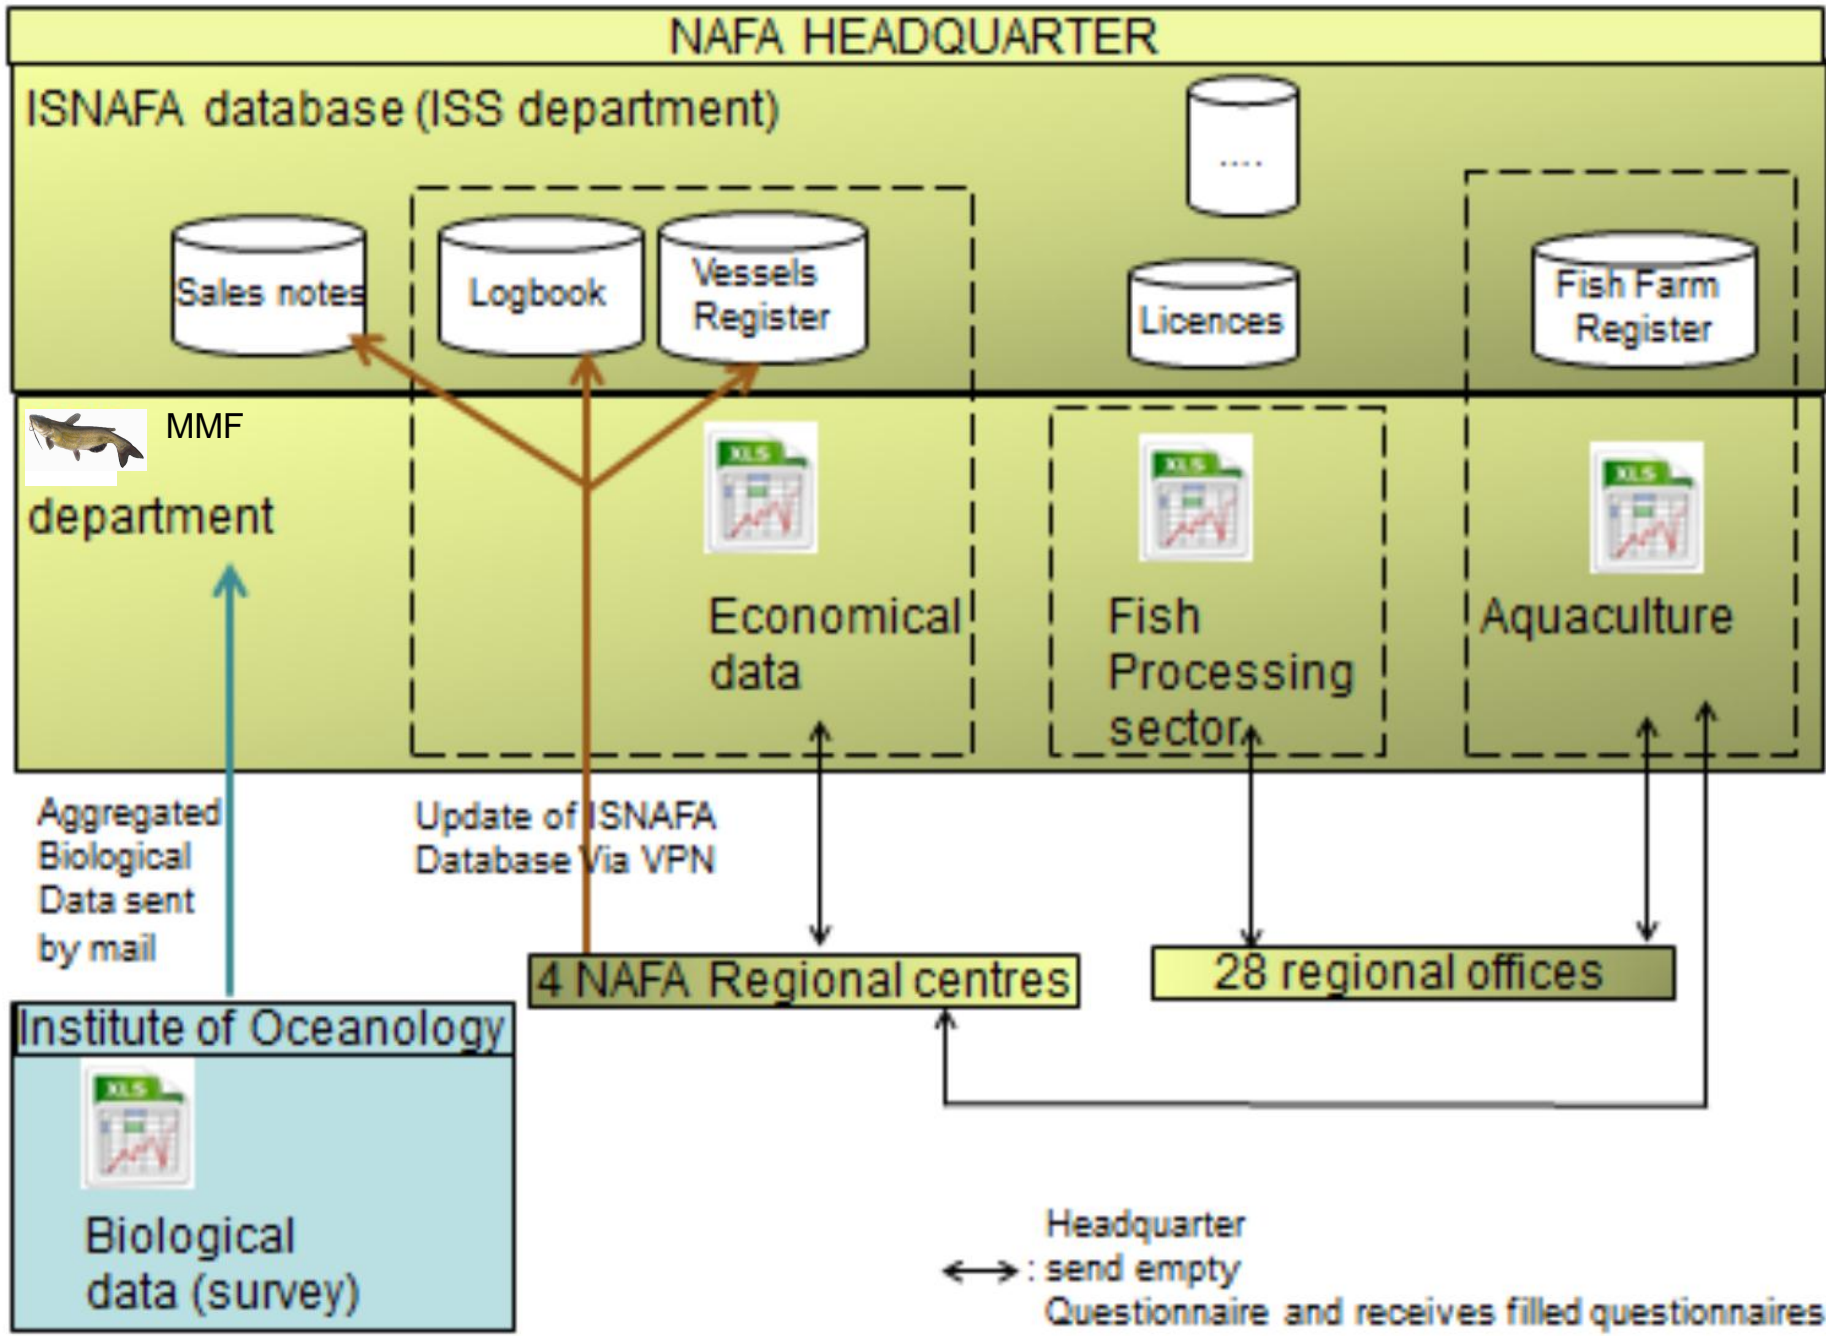 NAFA HEADQUARTER
ISNAFA database (ISS department)
....
Sales notes
Logbook
Vessels
Register
Licences
Fish Farm
Register
MMF
department
XLS
Economical
data
XLS
Fish
Processing
sector
XLS
Aquaculture
Aggregated
Biological
Data sent
by mail
Update of ISNAFA
Database Via VPN
4 NAFA Regional centres
28 regional offices
Institute of Oceanology
XLS
Biological
data (survey)
Headquarter
: send empty
Questionnaire and receives filled questionnaires